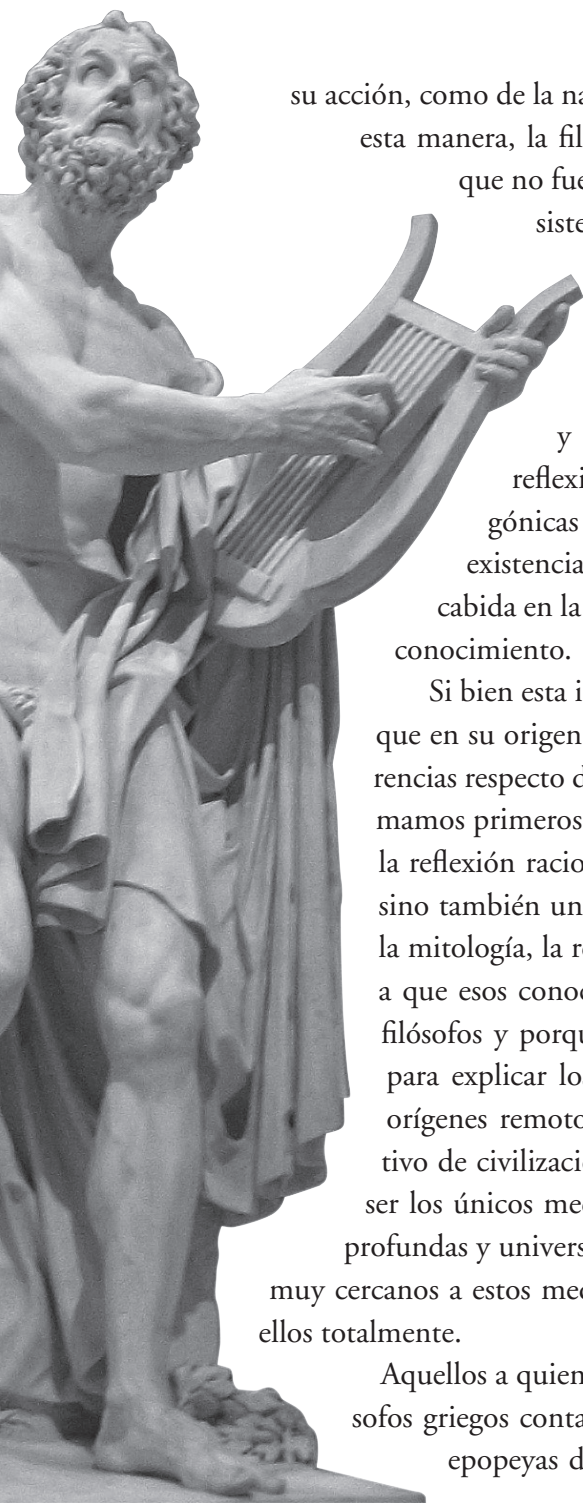 su acción, como de la na
esta manera, la fil
que no fue
siste
y
reflexi
gónicas
existencia
cabida en la
conocimiento.
Si bien esta i
que en su origen
rencias respecto d
mamos primeros
la reflexión racio
sino también un
la mitología, la r
a que esos cono
filósofos y porqu
para explicar lo
orígenes remoto
tivo de civilizaci
ser los únicos me
profundas y univers
muy cercanos a estos med
ellos totalmente.
Aquellos a quien
sofos griegos conta
epopeyas d